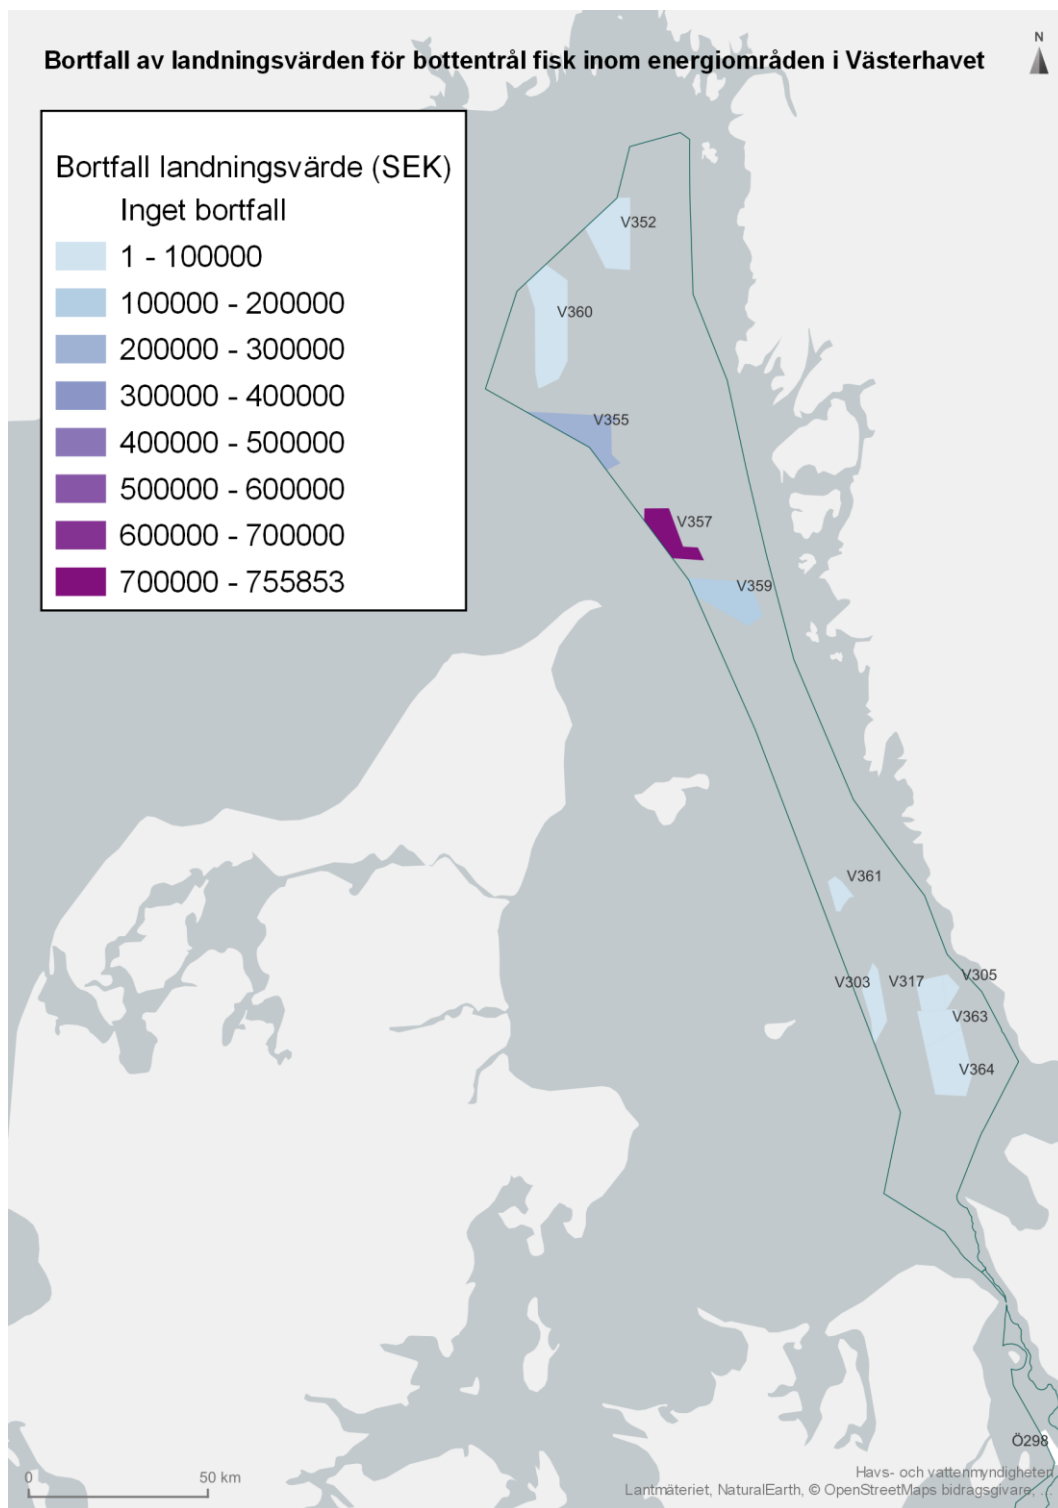 Bortfall av landningsvärden för bottentrål fisk inom energiområden i Västerhavet
N
Bortfall landningsvärde (SEK)
Inget bortfall
1 - 100000
100000 - 200000
200000 - 300000
300000 - 400000
400000 - 500000
500000 - 600000
600000 - 700000
700000 - 755853
V352
V360
V355
V357
V359
V361
V303
V317
V305
V363
V364
Ö298
0
50 km
Havs- och vattenmyndigheten,
Lantmäteriet, NaturalEarth, © OpenStreetMaps bidragsgivare, ...